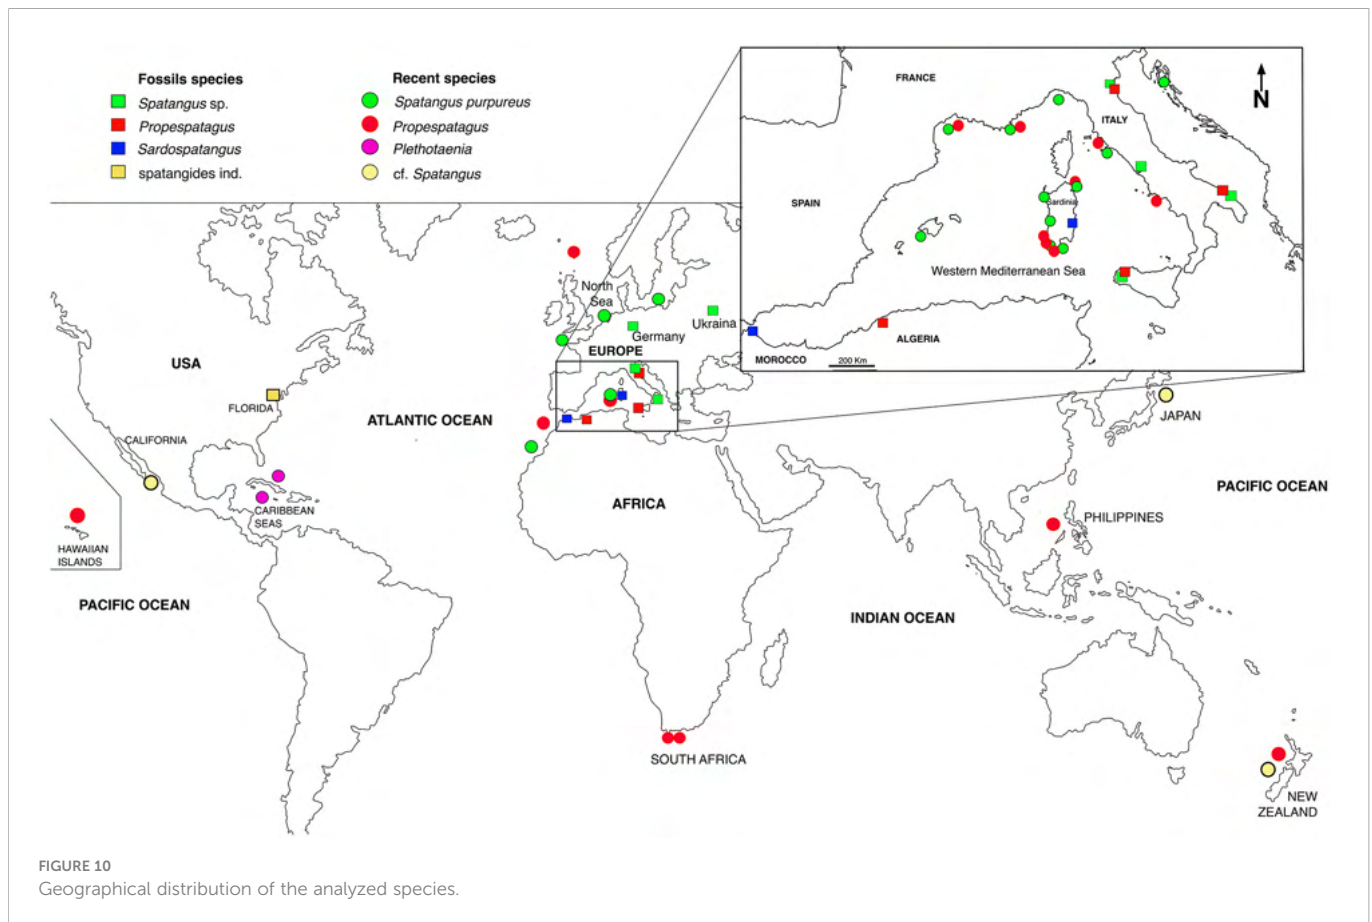 Fossils species
Spatangus sp.
Propespatagus
Sardospatangus
spatangides ind.
Recent species
Spatangus purpureus
Propespatagus
Plethotaenia
cf. Spatangus
FRANCE
N
ITALY
SPAIN
Sardinia
Western Mediterranean Sea
ALGERIA
MOROCCO
200 Km
6
North
Sea
Germany
Ukraina
EUROPE
USA
FLORIDA
ATLANTIC OCEAN
CALIFORNIA
CARIBBEAN
SEAS
HAWAIIAN
ISLANDS
PACIFIC OCEAN
AFRICA
JAPAN
PACIFIC OCEAN
PHILIPPINES
INDIAN OCEAN
SOUTH AFRICA
NEW
ZEALAND
FIGURE 10
Geographical distribution of the analyzed species.